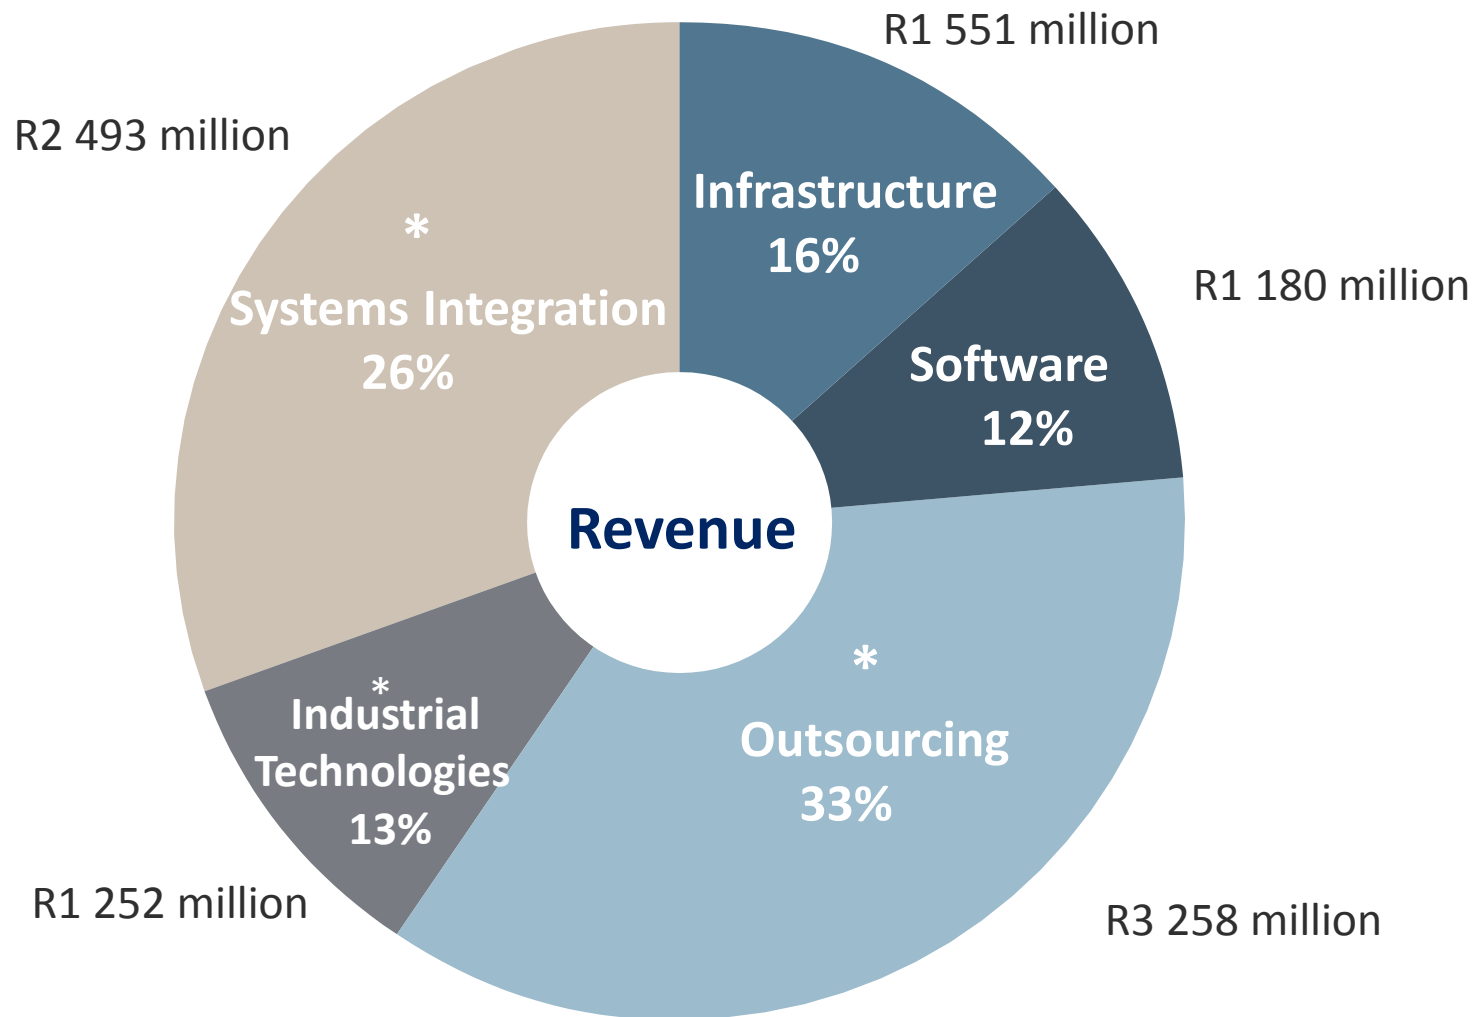 R1 551 million
R2 493 million
Infrastructure
16%
*
Systems Integration
26%
R1 180 million
Software
12%
Revenue
*
Outsourcing
33%
*
Industrial
Technologies
13%
R1 252 million
R3 258 million